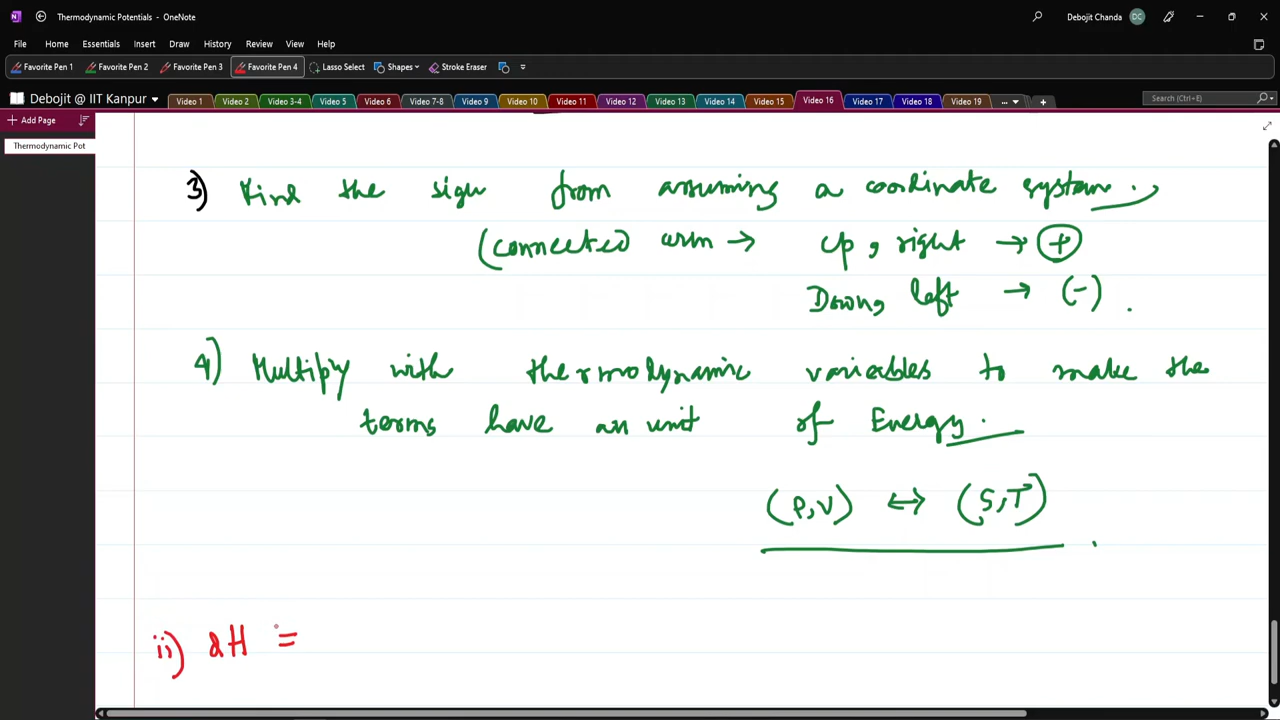 Thermodynamic Potentials - OneNote
Debojit Chanda DC
File Home Essentials Insert Draw History Review View Help
Favorite Pen 1 Favorite Pen 2 Favorite Pen 3 Favorite Pen 4 Lasso Select Shapes Stroke Eraser
Debojit @ IIT Kanpur Video 1 Video 2 Video 3-4 Video 5 Video 6 Video 7-8 Video 9 Video 10 Video 11 Video 12 Video 13 Video 14 Video 15 Video 16 Video 17 Video 18 Video 19 ... + Search (Ctrl+E)
+ Add Page
Thermodynamic Pot
3) Find the sign from assuming a coordinate system.
(connected arm → up, right → (+)
Down, left → (-).
4) Multiply with thermodynamic variables to make the
terms have an unit of Energy.
(P,V) ↔ (S,T).
ii) dH =